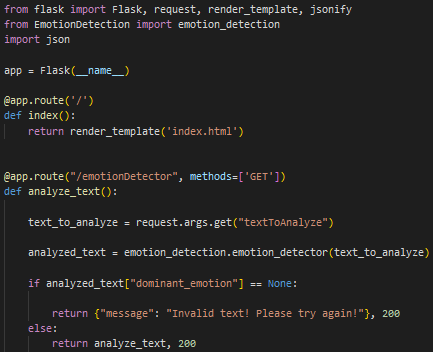 from flask import Flask, request, render_template, jsonify
from EmotionDetection import emotion_detection
import json
app = Flask(__name__)
@app.route('/')
def index():
    return render_template('index.html')
@app.route("/emotionDetector", methods=['GET'])
def analyze_text():
    text_to_analyze = request.args.get("textToAnalyze")
    analyzed_text = emotion_detection.emotion_detector(text_to_analyze)
    if analyzed_text["dominant_emotion"] == None:
        return {"message": "Invalid text! Please try again!"}, 200
    else:
        return analyze_text, 200